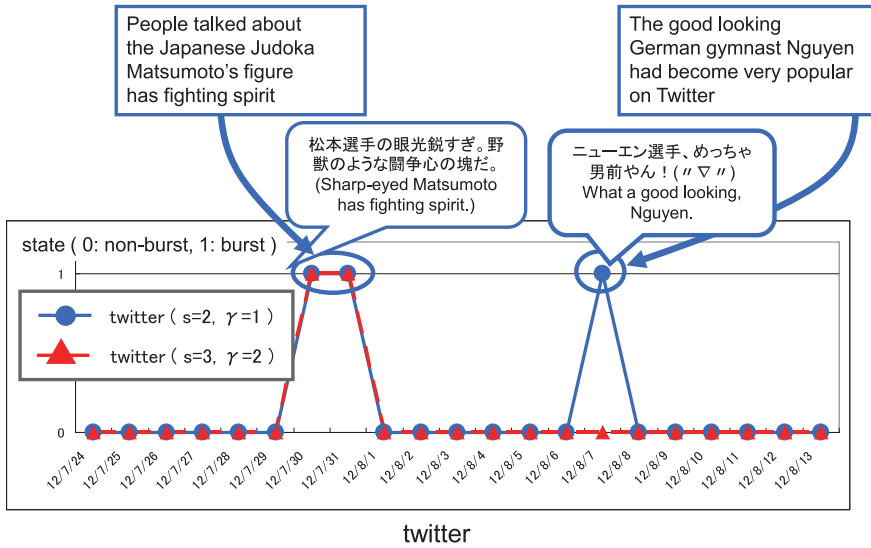 People talked about
the Japanese Judoka
Matsumoto's figure
has fighting spirit
The good looking
German gymnast Nguyen
had become very popular
on Twitter
松本選手の眼光鋭すぎ。野
獣のような闘争心の塊だ。
(Sharp-eyed Matsumoto
has fighting spirit.)
ニューエン選手、めっちゃ
男前やん！(〃▽〃)
What a good looking,
Nguyen.
state ( 0: non-burst, 1: burst )
1
twitter ( s=2, γ=1 )
twitter ( s=3, γ=2 )
0
12/7/24
12/7/25
12/7/26
12/7/27
12/7/28
12/7/29
12/7/30
12/7/31
12/8/1
12/8/2
12/8/3
12/8/4
12/8/5
12/8/6
12/8/7
12/8/8
12/8/9
12/8/10
12/8/11
12/8/12
12/8/13
twitter